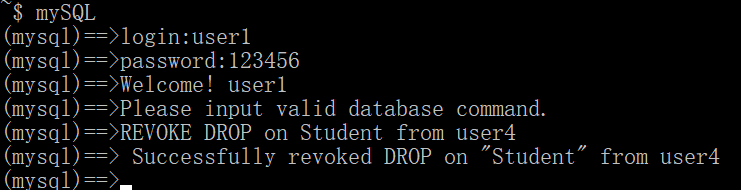 ~$ mySQL
(mysql)==>login:user1
(mysql)==>password:123456
(mysql)==>Welcome! user1
(mysql)==>Please input valid database command.
(mysql)==>REVOKE DROP on Student from user4
(mysql)==> Successfully revoked DROP on "Student" from user4
(mysql)==>